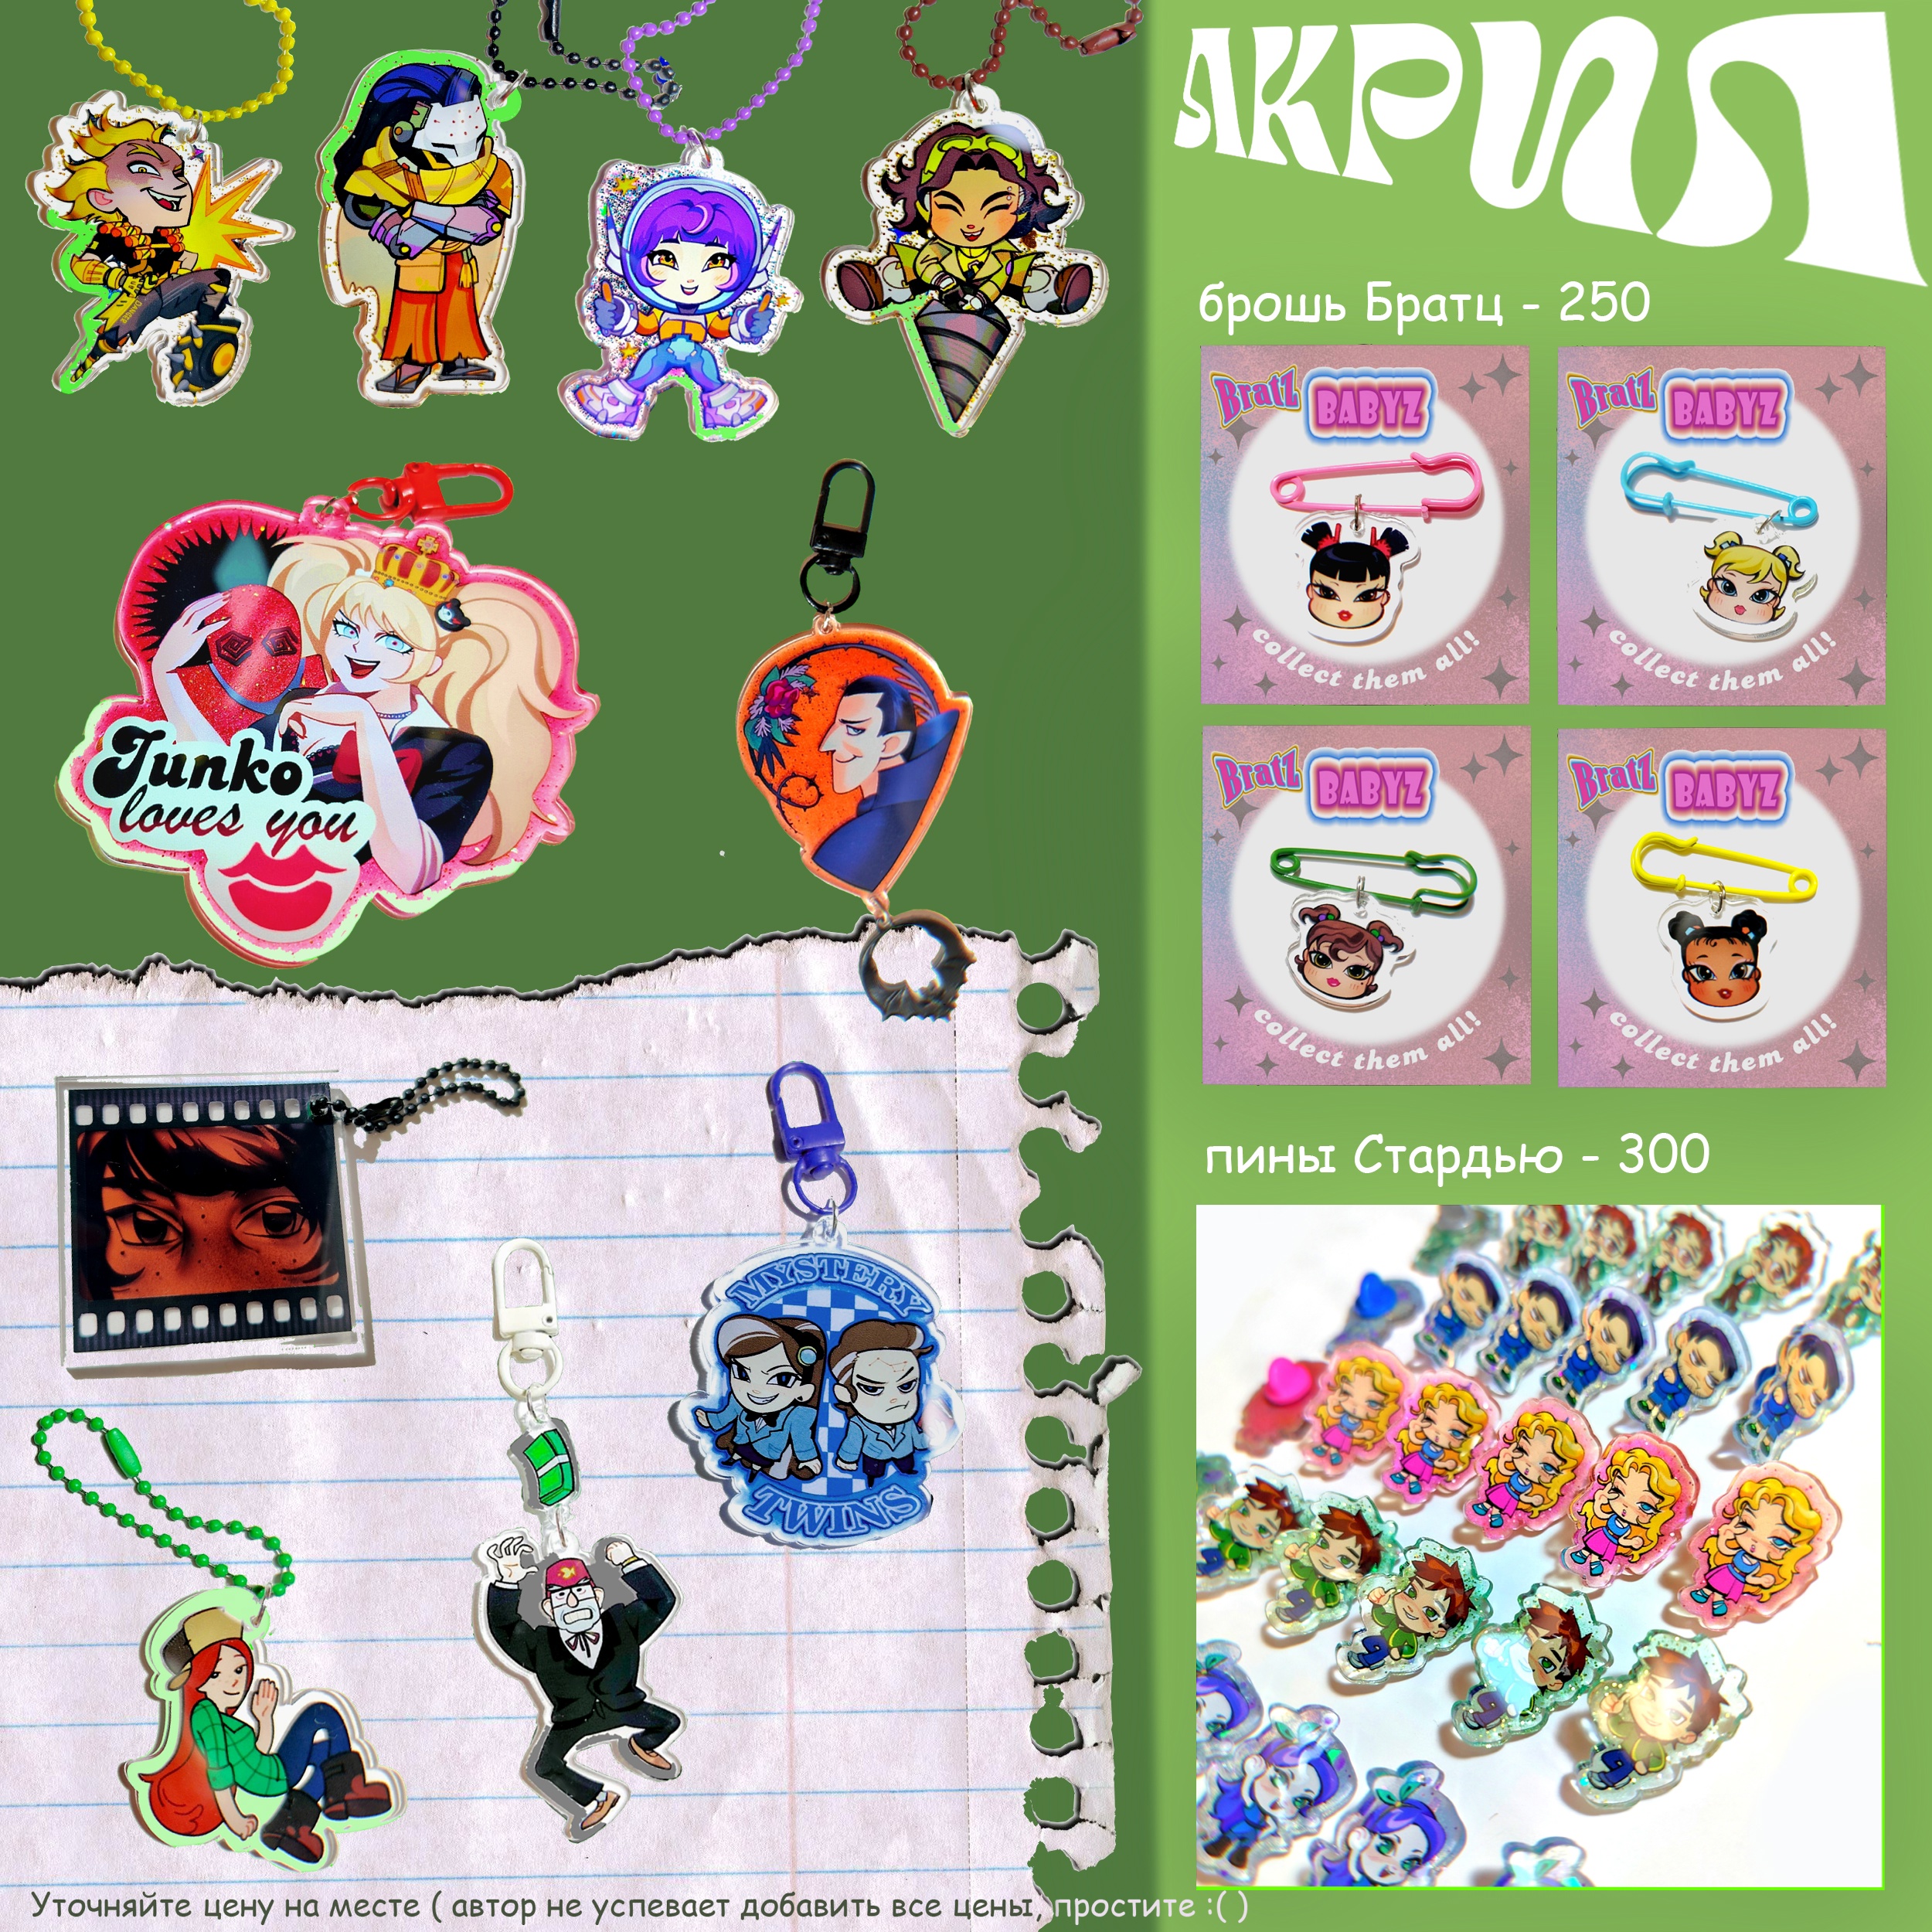 АКРИЛ
брошь Братц - 250
Bratz
BABYZ
collect them all!
Bratz
BABYZ
collect them all!
Bratz
BABYZ
collect them all!
Bratz
BABYZ
collect them all!
пины Стардью - 300
Junko
loves you
MYSTERY
TWINS
Уточняйте цену на месте ( автор не успевает добавить все цены, простите :( )